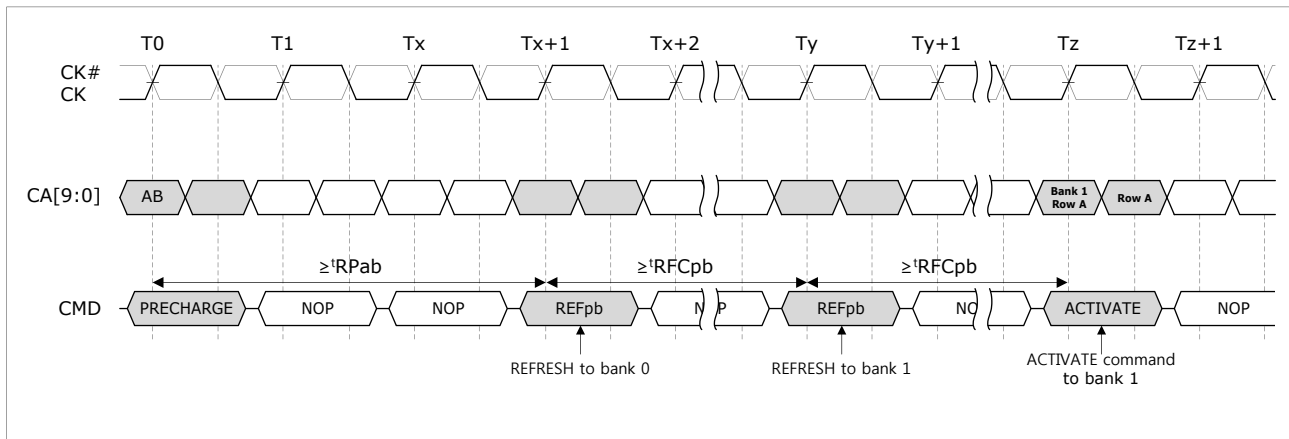 T0 T1 Tx Tx+1 Tx+2 Ty Ty+1 Tz Tz+1
CK#
CK
CA[9:0] AB Bank 1 Row A
Row A
≥tRPab ≥tRFCpb ≥tRFCpb
CMD PRECHARGE NOP NOP REFpb REFpb ACTIVATE NOP
REFRESH to bank 0 REFRESH to bank 1 ACTIVATE command
to bank 1